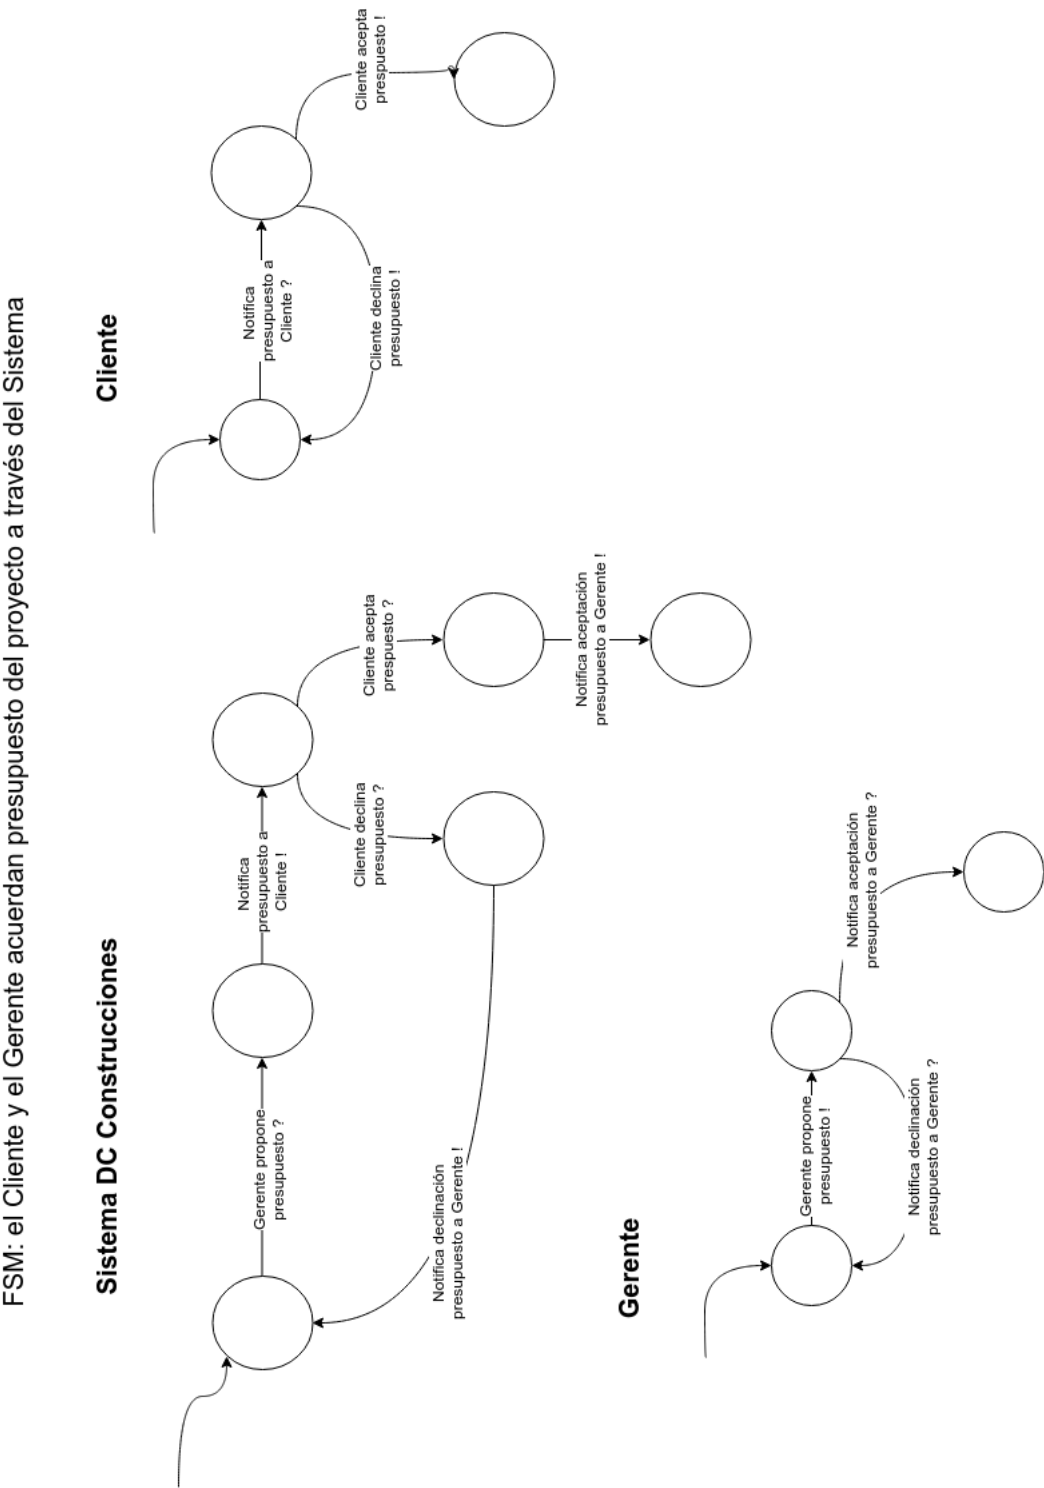 FSM: el Cliente y el Gerente acuerdan presupuesto del proyecto a través del Sistema
Sistema DC Construcciones
Gerente propone
presupuesto ?
Notifica
presupuesto a
Cliente !
Cliente declina
presupuesto ?
Cliente acepta
prespuesto ?
Notifica declinación
presupuesto a Gerente !
Notifica aceptación
presupuesto a Gerente !
Cliente
Notifica
presupuesto a
Cliente ?
Cliente declina
presupuesto !
Cliente acepta
prespuesto !
Gerente
Gerente propone
presupuesto !
Notifica declinación
presupuesto a Gerente ?
Notifica aceptación
presupuesto a Gerente ?